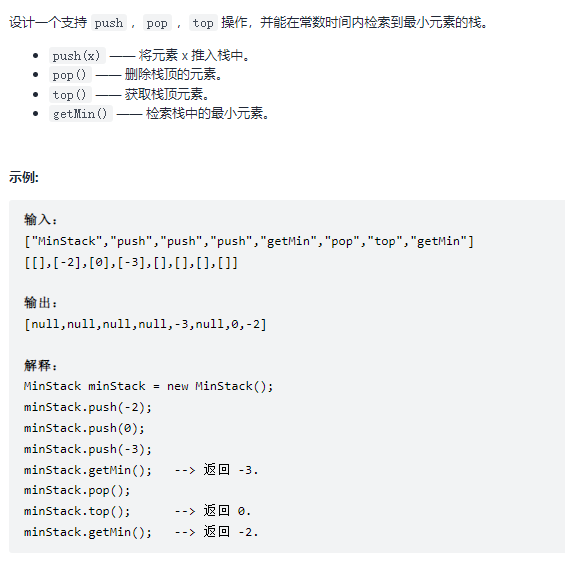 设计一个支持 push ，pop ，top 操作，并能在常数时间内检索到最小元素的栈。
push(x) —— 将元素 x 推入栈中。
pop() —— 删除栈顶的元素。
top() —— 获取栈顶元素。
getMin() —— 检索栈中的最小元素。
示例:
输入：
["MinStack","push","push","push","getMin","pop","top","getMin"]
[[],[-2],[0],[-3],[],[],[],[]]
输出：
[null,null,null,null,-3,null,0,-2]
解释：
MinStack minStack = new MinStack();
minStack.push(-2);
minStack.push(0);
minStack.push(-3);
minStack.getMin();   --> 返回 -3.
minStack.pop();
minStack.top();      --> 返回 0.
minStack.getMin();   --> 返回 -2.